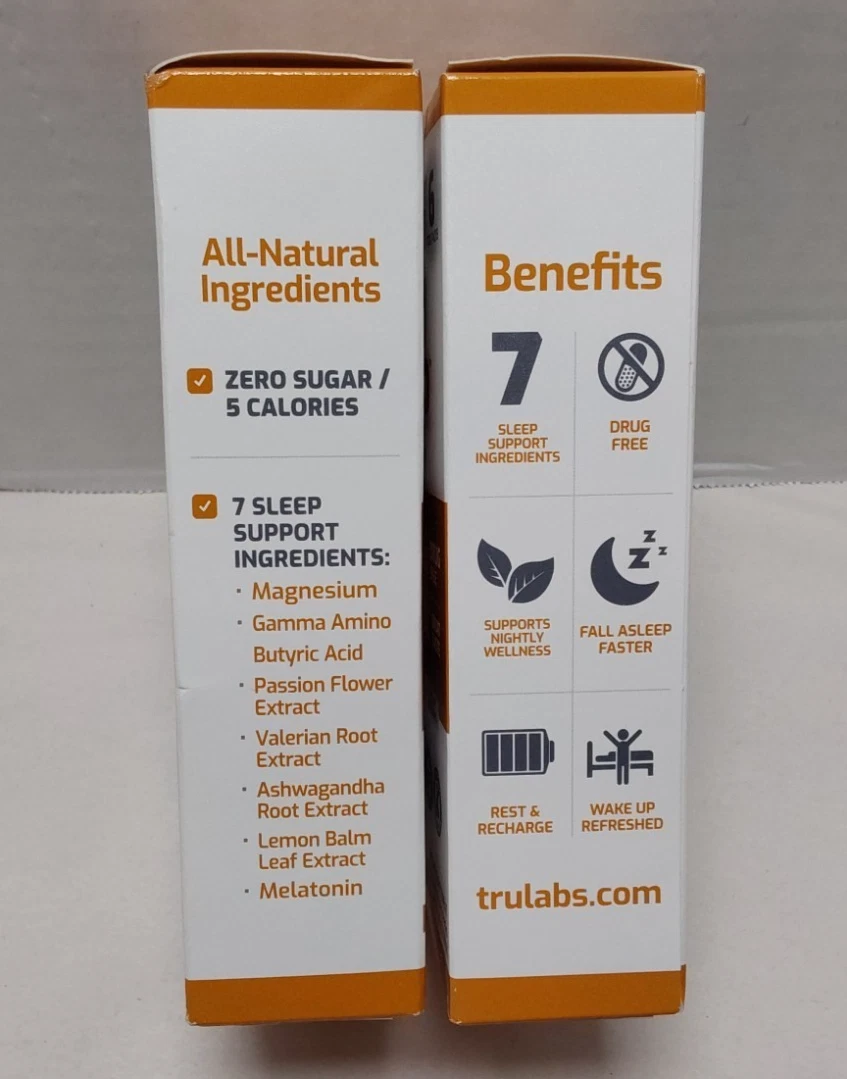 All-Natural
Ingredients
ZERO SUGAR /
5 CALORIES
7 SLEEP
SUPPORT
INGREDIENTS:
· Magnesium
· Gamma Amino
Butyric Acid
· Passion Flower
Extract
· Valerian Root
Extract
· Ashwagandha
Root Extract
· Lemon Balm
Leaf Extract
· Melatonin
6
Benefits
7
SLEEP
SUPPORT
INGREDIENTS
DRUG
FREE
SUPPORTS
NIGHTLY
WELLNESS
z
z
z
FALL ASLEEP
FASTER
REST &
RECHARGE
WAKE UP
REFRESHED
trulabs.com